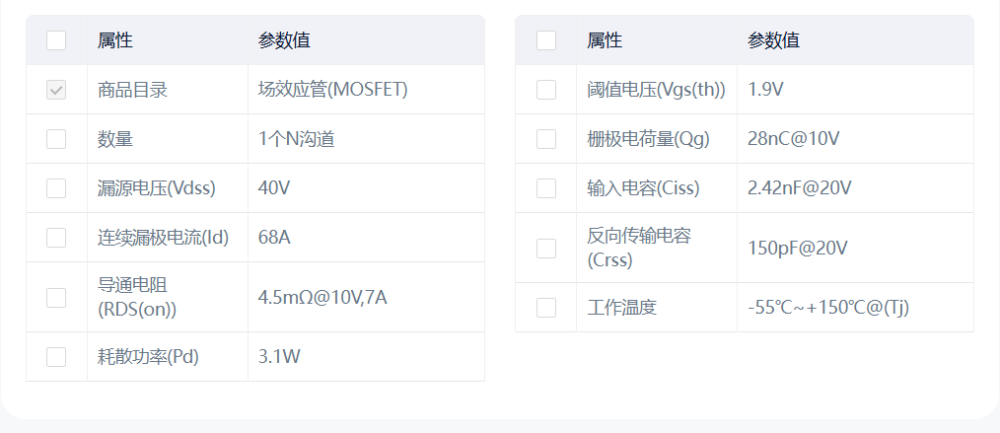 属性 参数值
商品目录 场效应管(MOSFET)
数量 1个N沟道
漏源电压(Vdss) 40V
连续漏极电流(Id) 68A
导通电阻
(RDS(on)) 4.5mΩ@10V,7A
耗散功率(Pd) 3.1W
属性 参数值
阈值电压(Vgs(th)) 1.9V
栅极电荷量(Qg) 28nC@10V
输入电容(Ciss) 2.42nF@20V
反向传输电容
(Crss) 150pF@20V
工作温度 -55℃~+150℃@(Tj)